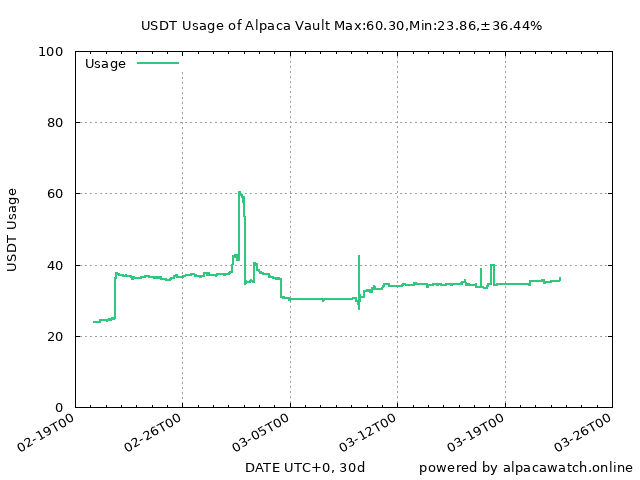 USDT Usage of Alpaca Vault Max:60.30,Min:23.86,±36.44%
Usage
100
80
60
40
20
0
USDT Usage
02-19T00
02-26T00
03-05T00
03-12T00
03-19T00
03-26T00
DATE UTC+0, 30d
powered by alpacawatch.online